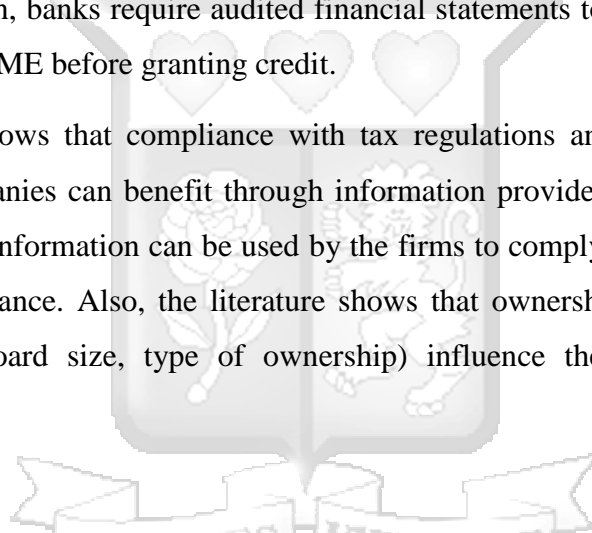 n, banks require audited financial statements to
ME before granting credit.
ows that compliance with tax regulations an
anies can benefit through information provide
nformation can be used by the firms to comply
ance. Also, the literature shows that ownersh
oard size, type of ownership) influence the